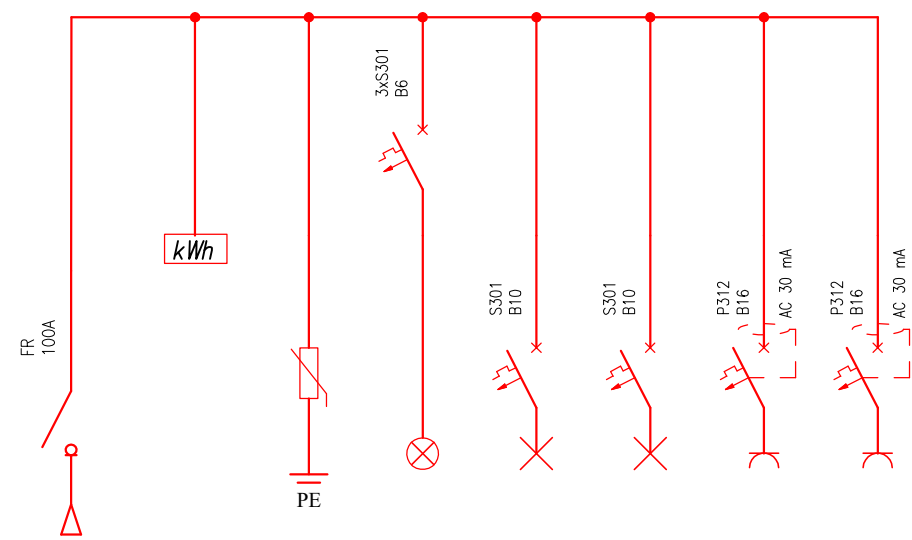 FR
100A
kWh
PE
3xS301
B6
S301
B10
S301
B10
P312
B16
AC 30 mA
P312
B16
AC 30 mA